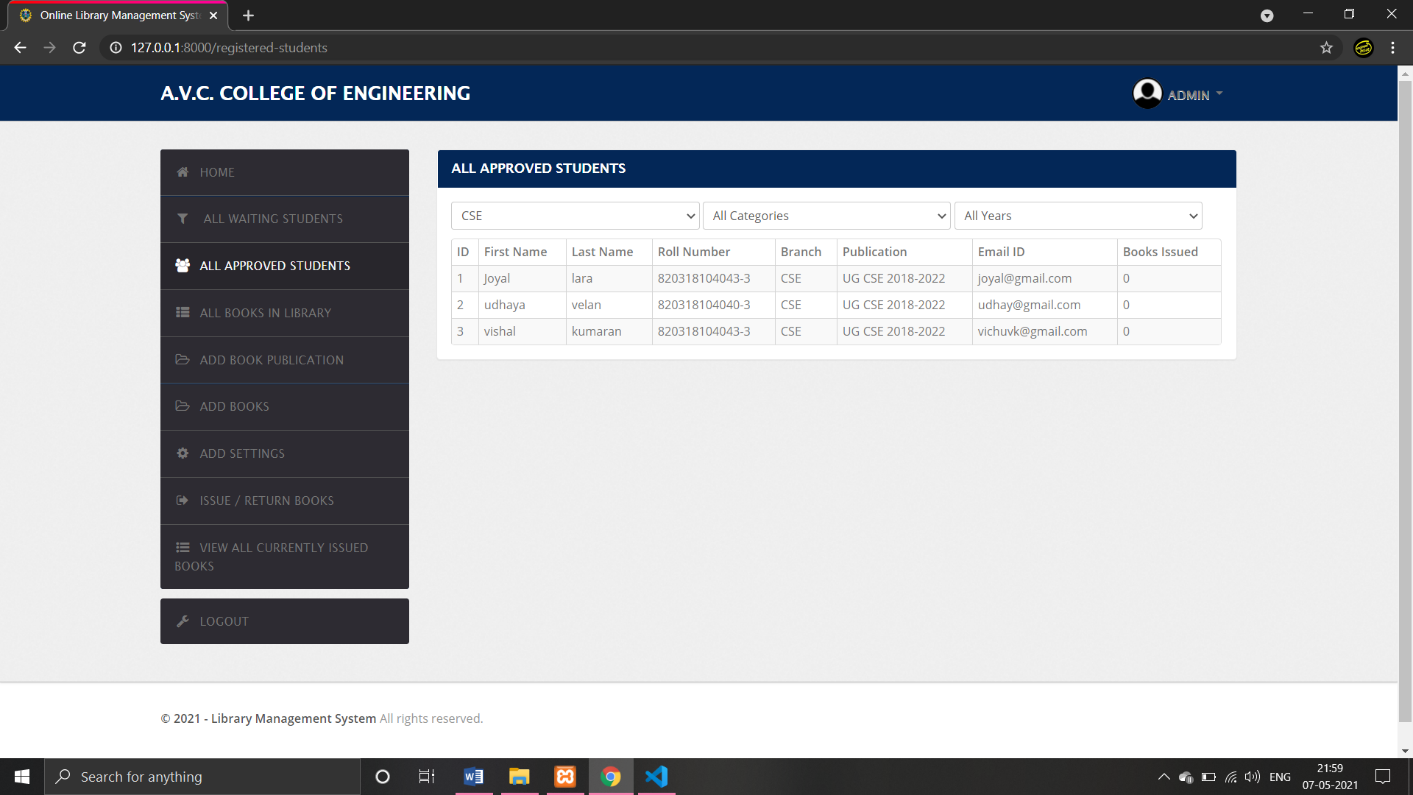 Online Library Management Syst
127.0.0.1:8000/registered-students
A.V.C. COLLEGE OF ENGINEERING
ADMIN
HOME
ALL WAITING STUDENTS
ALL APPROVED STUDENTS
ALL BOOKS IN LIBRARY
ADD BOOK PUBLICATION
ADD BOOKS
ADD SETTINGS
ISSUE / RETURN BOOKS
VIEW ALL CURRENTLY ISSUED
BOOKS
LOGOUT
ALL APPROVED STUDENTS
CSE All Categories All Years
ID First Name Last Name Roll Number Branch Publication Email ID Books Issued
1 Joyal lara 820318104043-3 CSE UG CSE 2018-2022 joyal@gmail.com 0
2 udhaya velan 820318104040-3 CSE UG CSE 2018-2022 udhay@gmail.com 0
3 vishal kumaran 820318104043-3 CSE UG CSE 2018-2022 vichuvk@gmail.com 0
© 2021 - Library Management System All rights reserved.
Search for anything
ENG
21:59
07-05-2021